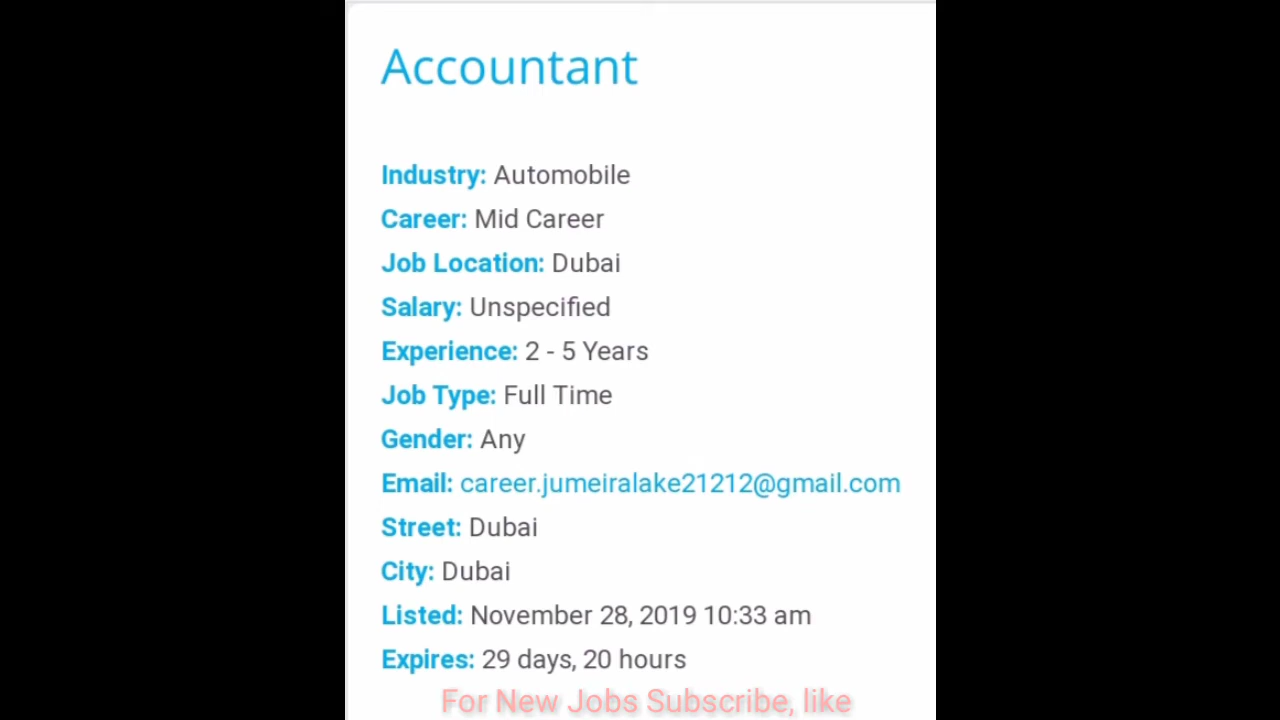 Accountant
Industry: Automobile
Career: Mid Career
Job Location: Dubai
Salary: Unspecified
Experience: 2 - 5 Years
Job Type: Full Time
Gender: Any
Email: career.jumeiralake21212@gmail.com
Street: Dubai
City: Dubai
Listed: November 28, 2019 10:33 am
Expires: 29 days, 20 hours
For New Jobs Subscribe, like